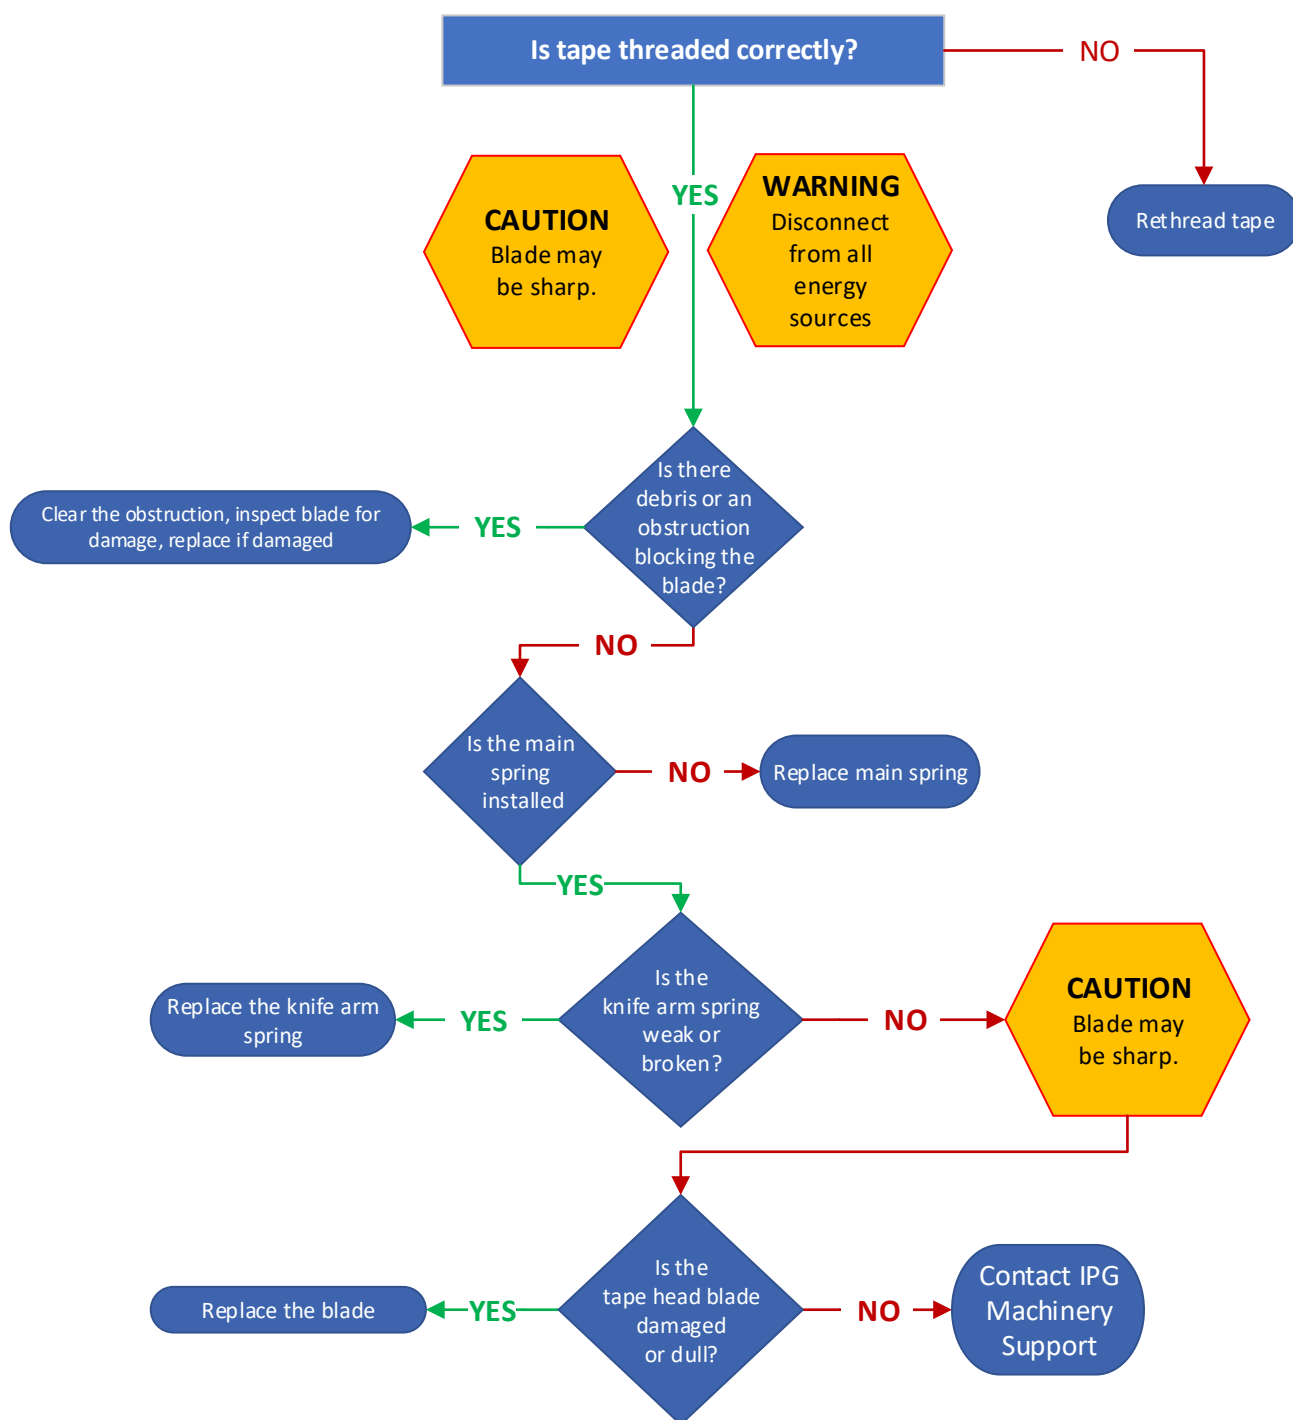 Is tape threaded correctly?
NO
YES
CAUTION
Blade may
be sharp.
WARNING
Disconnect
from all
energy
sources
Rethread tape
Is there
debris or an
obstruction
blocking the
blade?
YES
Clear the obstruction, inspect blade for
damage, replace if damaged
NO
Is the main
spring
installed
NO
Replace main spring
YES
Is the
knife arm spring
weak or
broken?
YES
Replace the knife arm
spring
NO
CAUTION
Blade may
be sharp.
Is the
tape head blade
damaged
or dull?
YES
Replace the blade
NO
Contact IPG
Machinery
Support